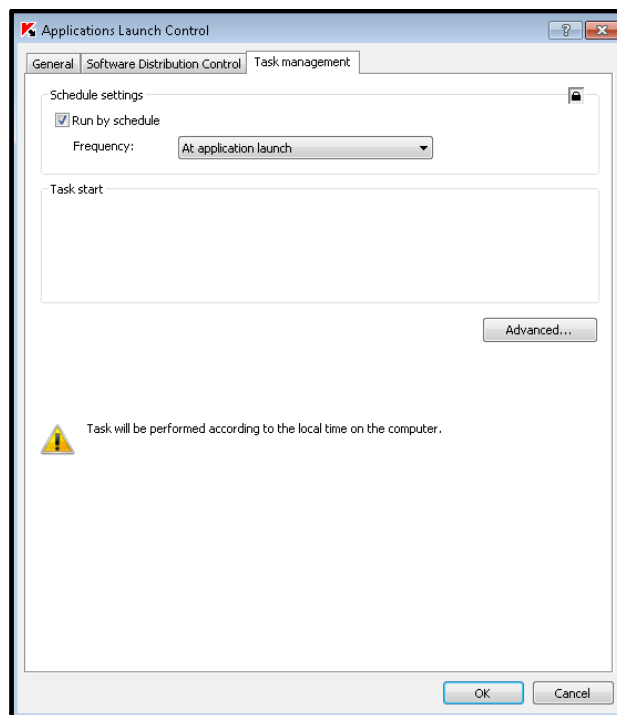 Applications Launch Control
?
General
Software Distribution Control
Task management
Schedule settings
Run by schedule
Frequency:
At application launch
Task start
Advanced...
Task will be performed according to the local time on the computer.
OK
Cancel